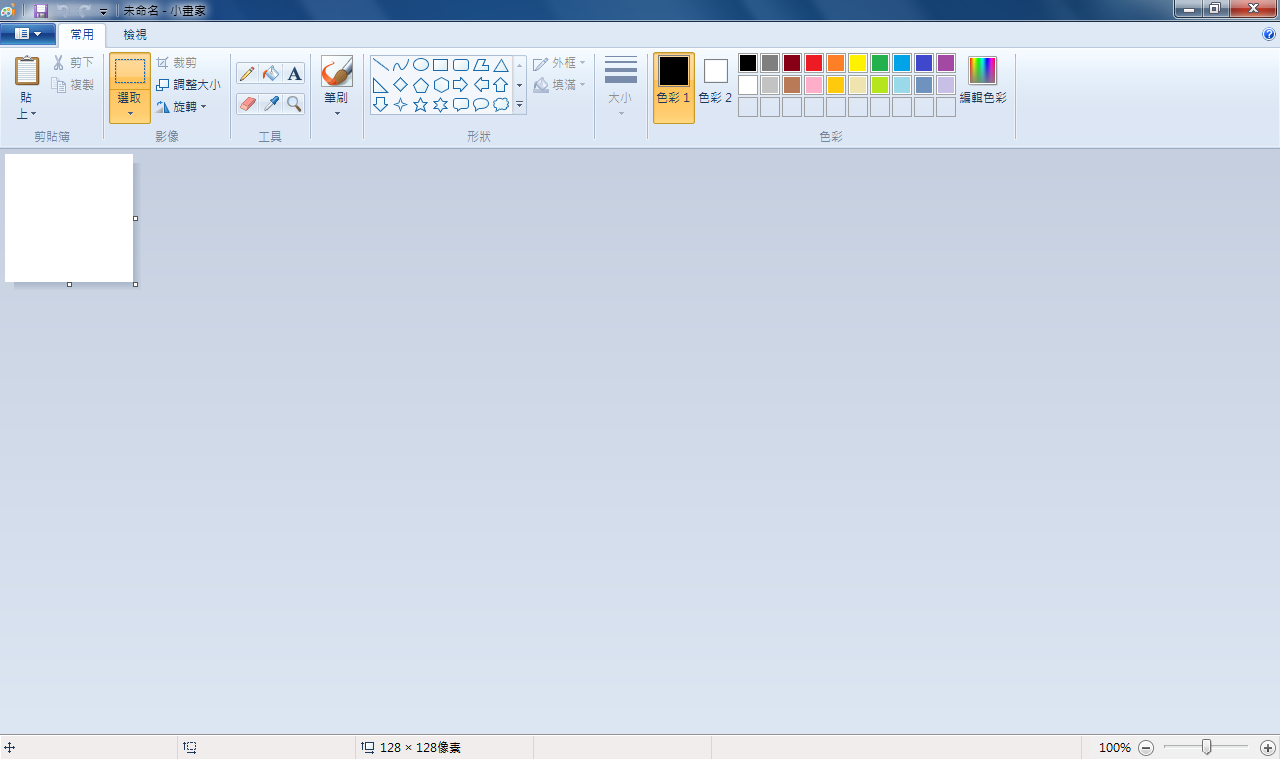 未命名 - 小畫家
常用 檢視
貼上
剪下
複製
剪貼簿
選取
裁剪
調整大小
旋轉
影像
A
工具
筆刷
外框
填滿
形狀
大小
色彩 1
色彩 2
編輯色彩
色彩
128 × 128像素
100%